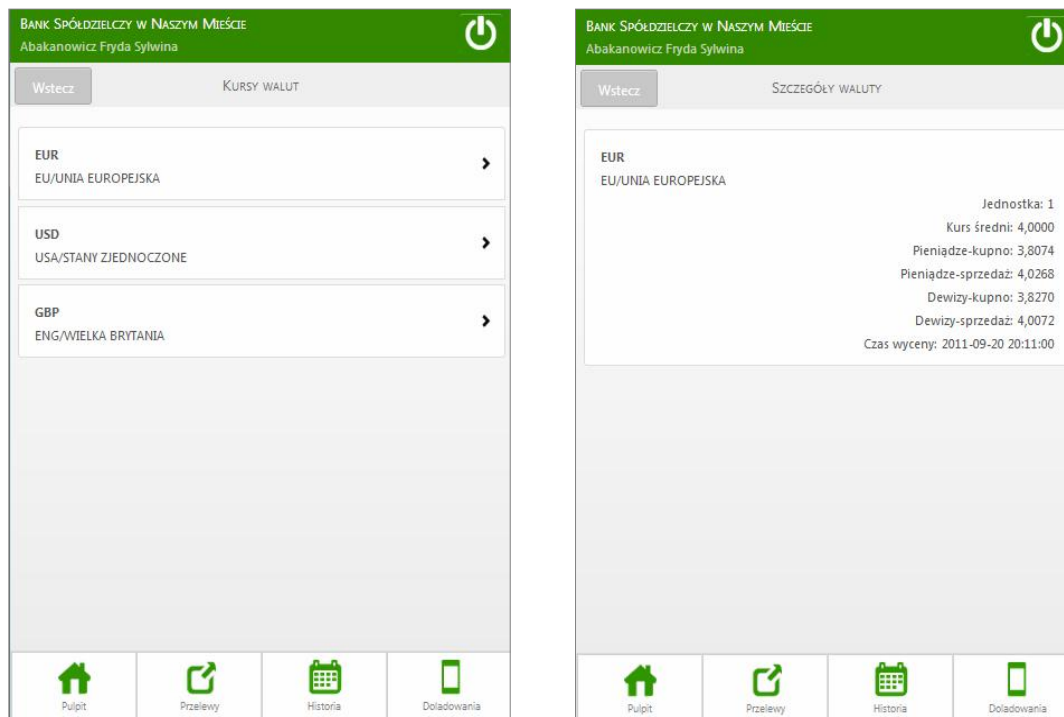 Bank Spółdzielczy w Naszym Mieście
Abakanowicz Fryda Sylwina
Wstecz
Kursy walut
EUR
EU/UNIA EUROPEJSKA
USD
USA/STANY ZJEDNOCZONE
GBP
ENG/WIELKA BRYTANIA
Pulpit
Przelewy
Historia
Doladowania
Bank Spółdzielczy w Naszym Mieście
Abakanowicz Fryda Sylwina
Wstecz
Szczegóły waluty
EUR
EU/UNIA EUROPEJSKA
Jednostka: 1
Kurs średni: 4,0000
Pieniądze-kupno: 3,8074
Pieniądze-sprzedaż: 4,0268
Dewizy-kupno: 3,8270
Dewizy-sprzedaż: 4,0072
Czas wyceny: 2011-09-20 20:11:00
Pulpit
Przelewy
Historia
Doladowania